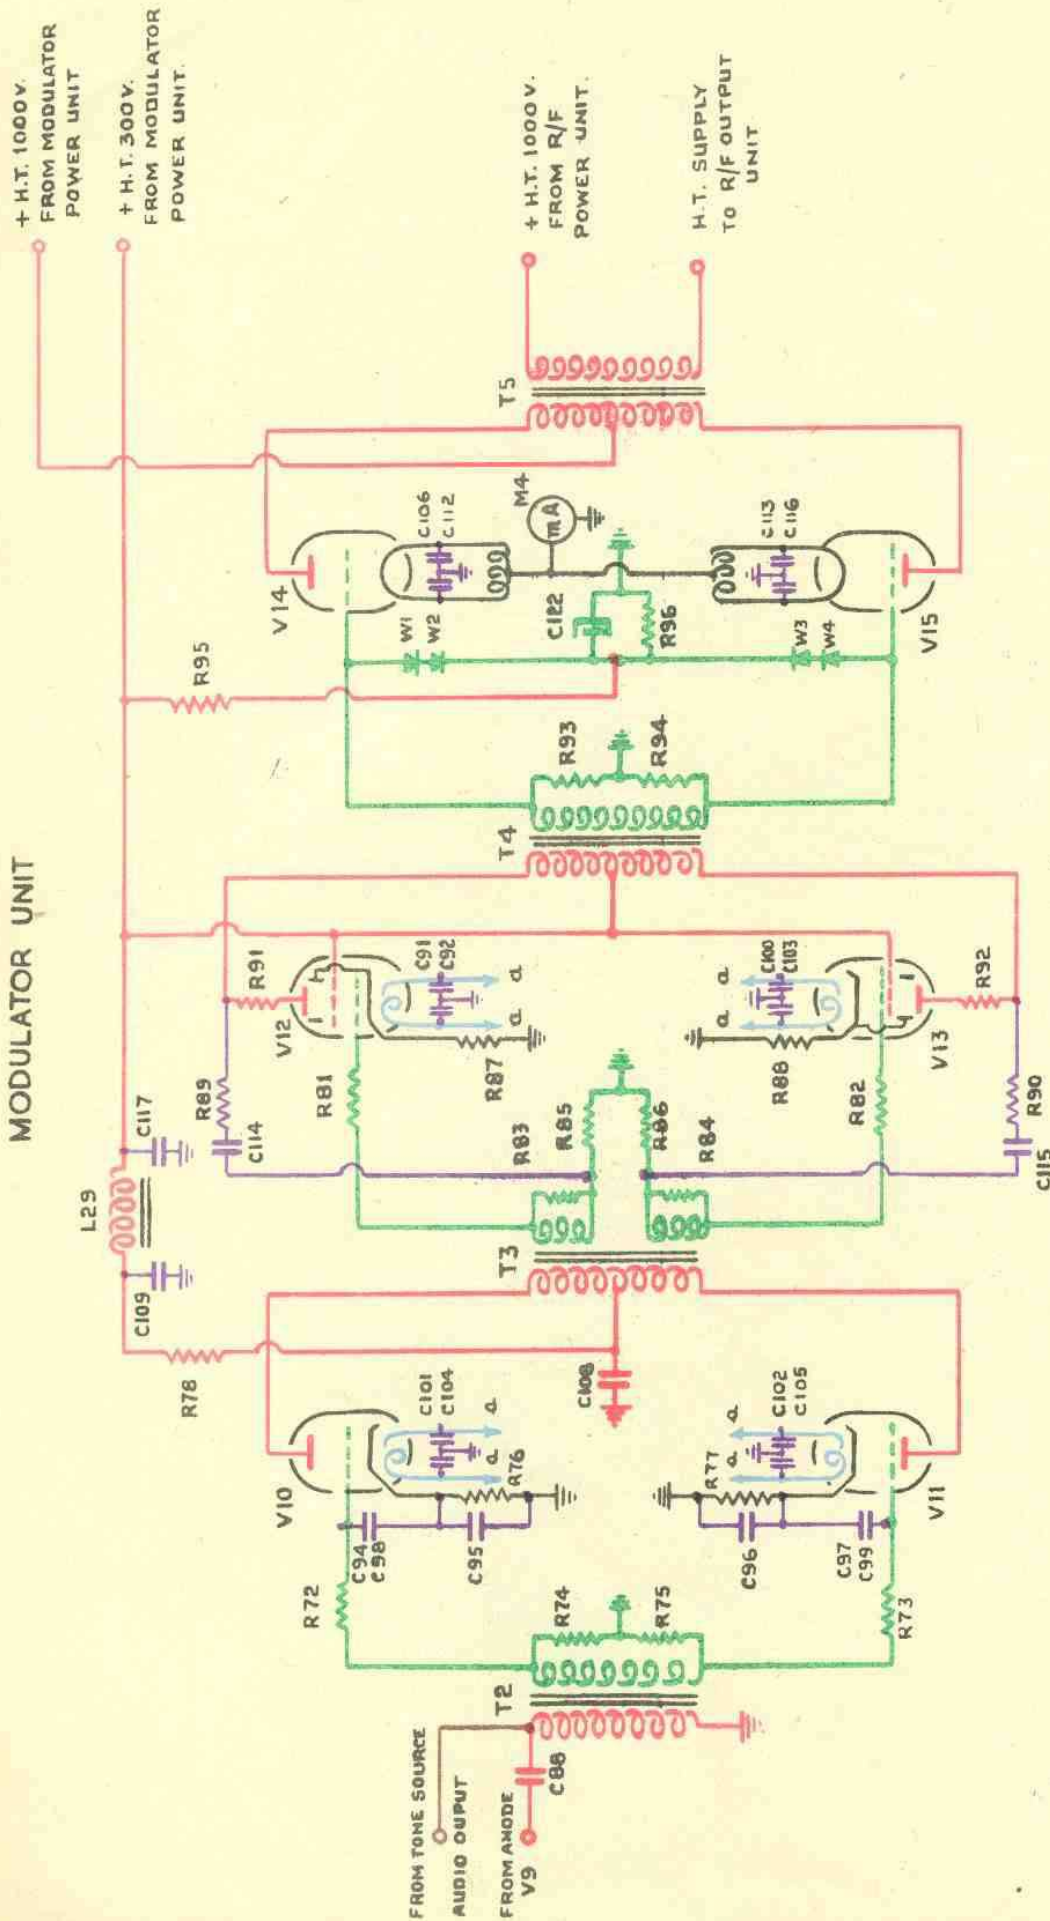 MODULATOR UNIT
+ H.T. 1000V.
FROM MODULATOR
POWER UNIT
+ H.T. 300V.
FROM MODULATOR
POWER UNIT.
+ H.T. 1000V.
FROM R/F
POWER UNIT.
H.T. SUPPLY
TO R/F OUTPUT
UNIT
FROM TONE SOURCE
AUDIO OUPUT
FROM ANODE
V9
C88
T2
R72
R74
R75
R73
C94
C98
C95
C96
C97
C99
V10
V11
C101
C104
a
a
R76
R77
a
a
C102
C105
R78
C109
L29
C117
C108
T3
R83
R85
R86
R84
C114
R89
R81
R82
R90
C115
V12
R91
C91
C92
a
a
R87
R88
a
a
C100
C103
V13
R92
T4
R93
R94
R95
W1
W2
C122
R96
W3
W4
V14
V15
C106
C112
M4
mA
C113
C116
T5